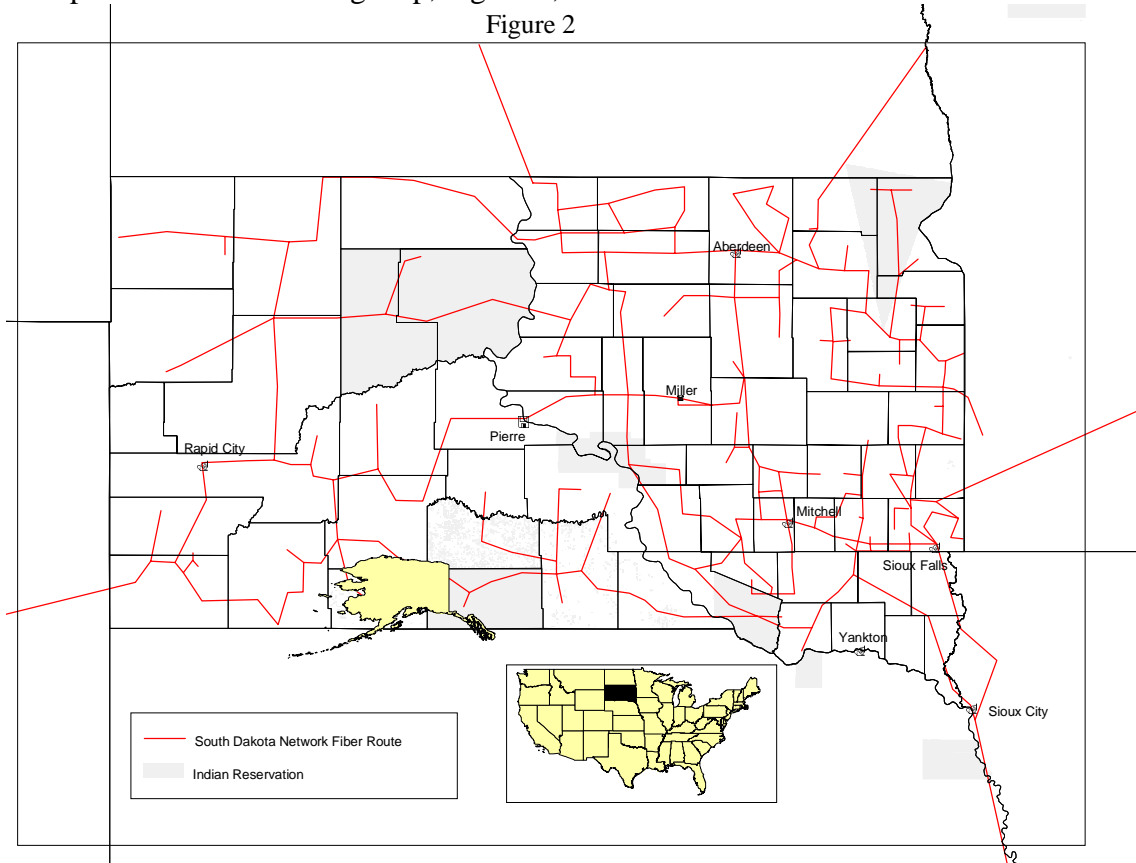 Figure 2
Aberdeen
Miller
Pierre
Rapid City
Mitchell
Sioux Falls
Yankton
Sioux City
South Dakota Network Fiber Route
Indian Reservation